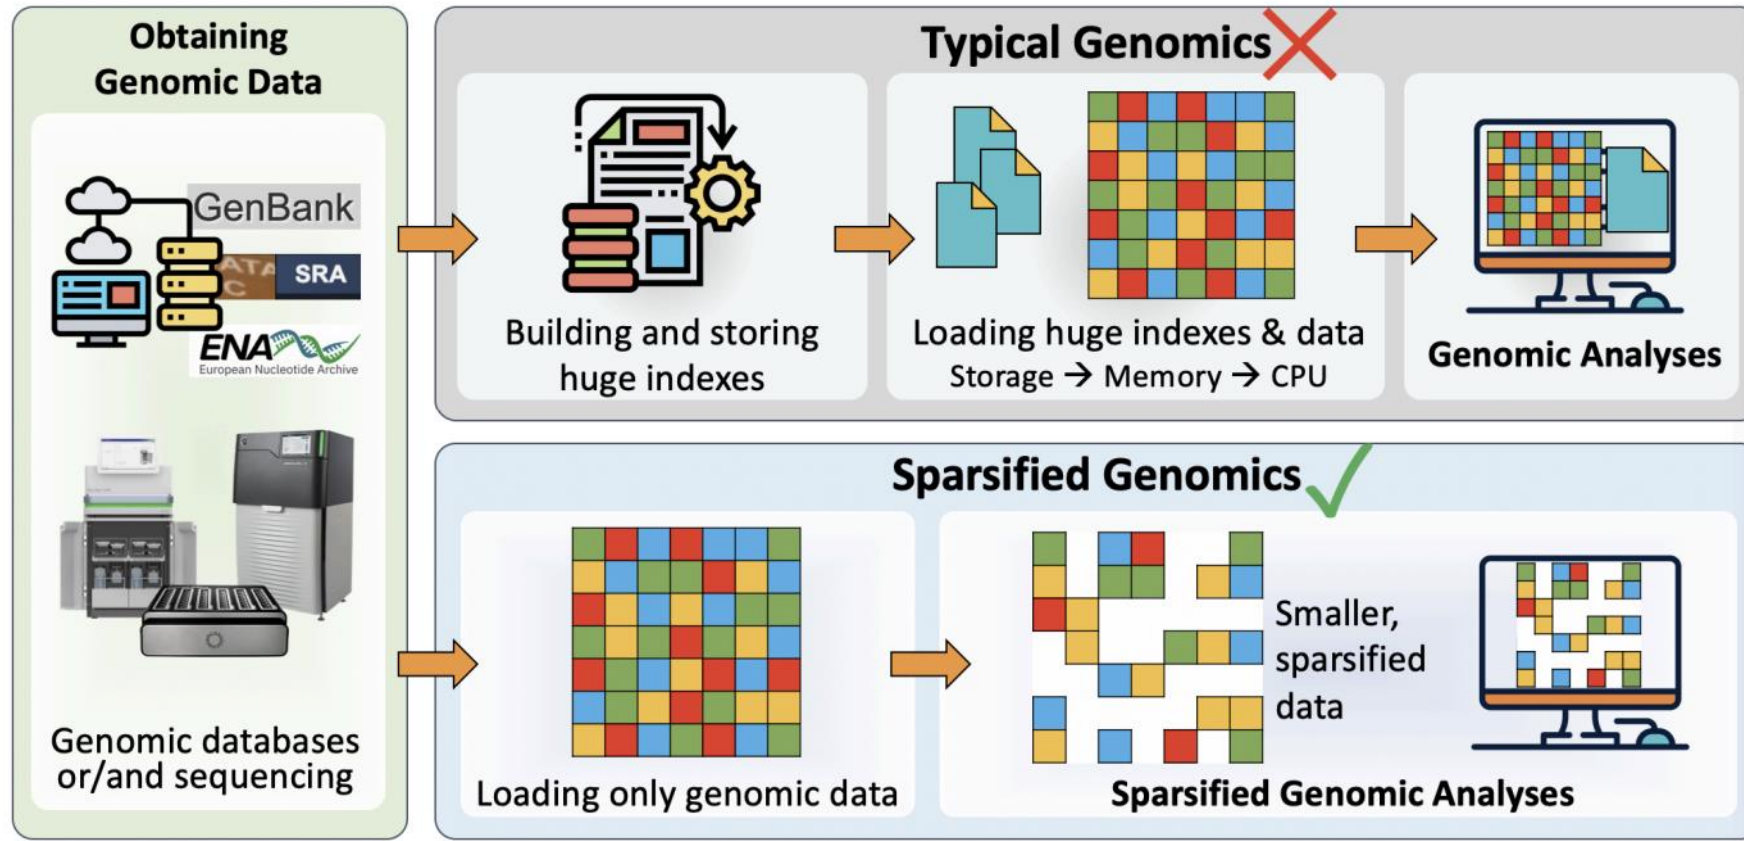 Obtaining
Genomic Data
GenBank
ATA
C
SRA
ENA
European Nucleotide Archive
Genomic databases
or/and sequencing
Typical Genomics
Building and storing
huge indexes
Loading huge indexes & data
Storage → Memory → CPU
Genomic Analyses
Sparsified Genomics
Loading only genomic data
Smaller,
sparsified
data
Sparsified Genomic Analyses